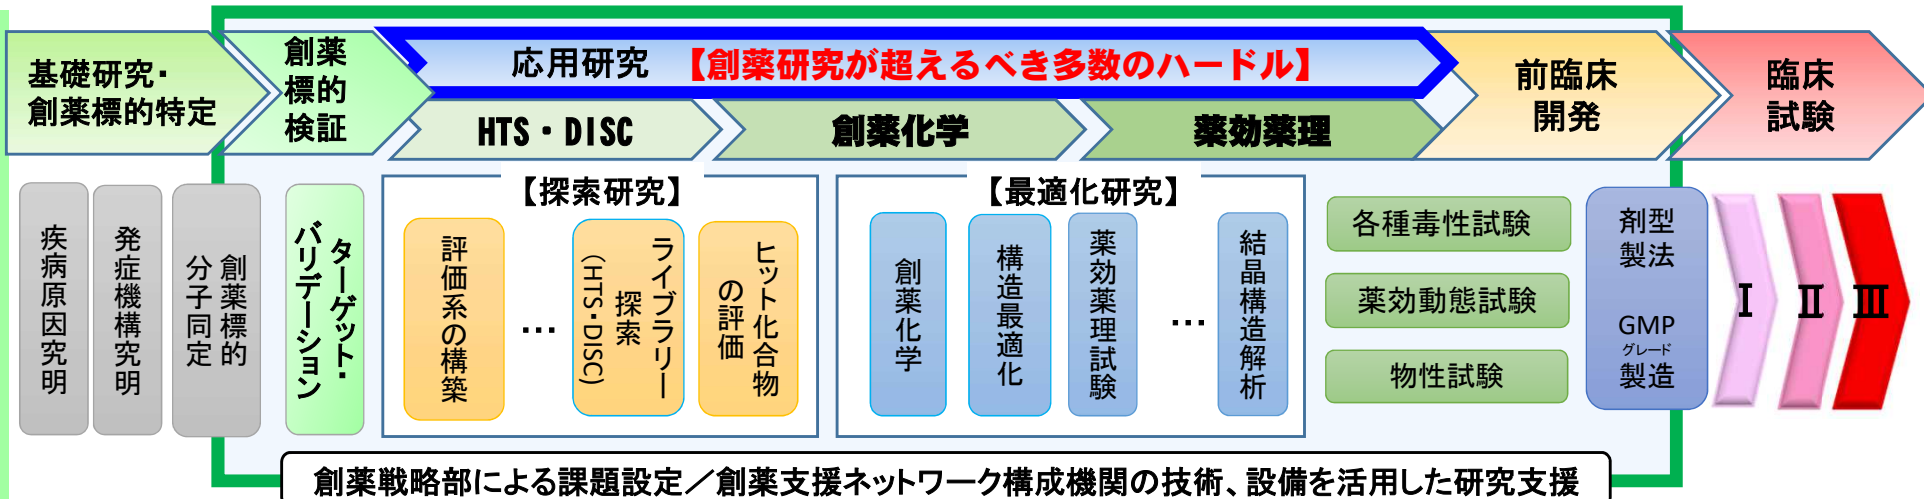 基礎研究・
創薬標的特定
創薬
標的
検証
応用研究 【創薬研究が超えるべき多数のハードル】
HTS・DISC
創薬化学
薬効薬理
前臨床
開発
臨床
試験
疾病原因究明
発症機構究明
創薬標的
分子同定
ターゲット・
バリデーション
【探索研究】
評価系の構築
…
ライブラリー
探索
(HTS・DISC)
ヒット化合物
の評価
【最適化研究】
創薬化学
構造最適化
薬効薬理試験
…
結晶構造解析
各種毒性試験
薬効動態試験
物性試験
剤型
製法
GMP
グレード
製造
Ⅰ
Ⅱ
Ⅲ
創薬戦略部による課題設定／創薬支援ネットワーク構成機関の技術、設備を活用した研究支援